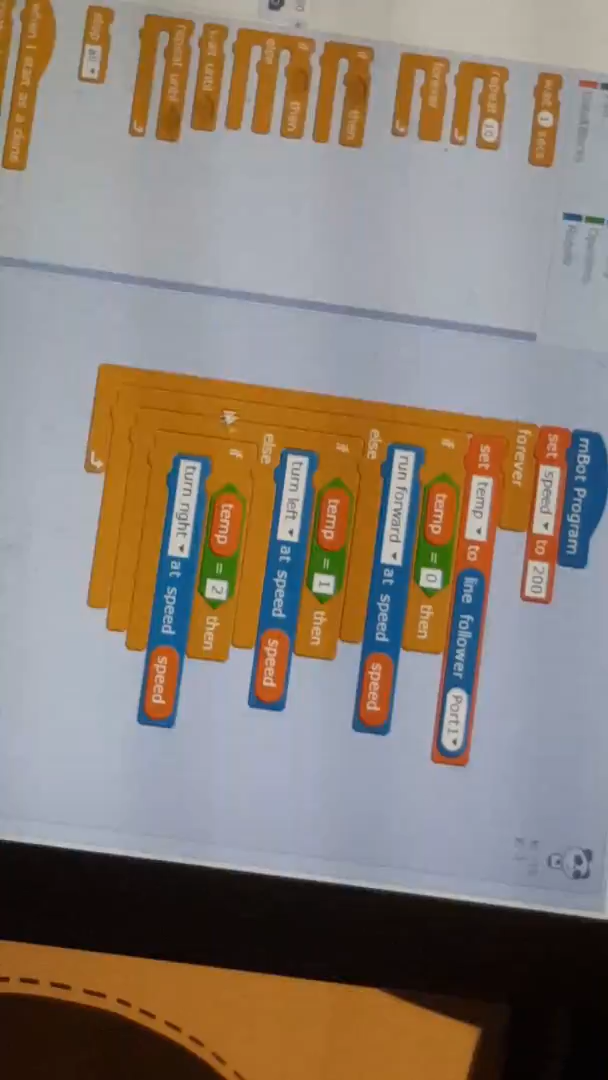 wait 1 secs
repeat 10
forever
if then
if then
else
wait until
repeat until
stop all
when I start as a clone
mBot Program
set speed to 200
forever
set temp to line follower Port1
if temp = 0 then
run forward at speed speed
else
if temp = 1 then
turn left at speed speed
else
if temp = 2 then
turn right at speed speed